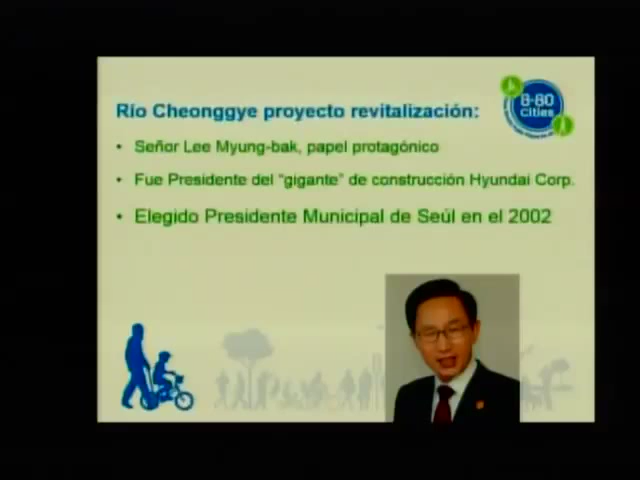 Río Cheonggye proyecto revitalización:
8-80
cities
• Señor Lee Myung-bak, papel protagónico
• Fue Presidente del "gigante" de construcción Hyundai Corp.
• Elegido Presidente Municipal de Seúl en el 2002